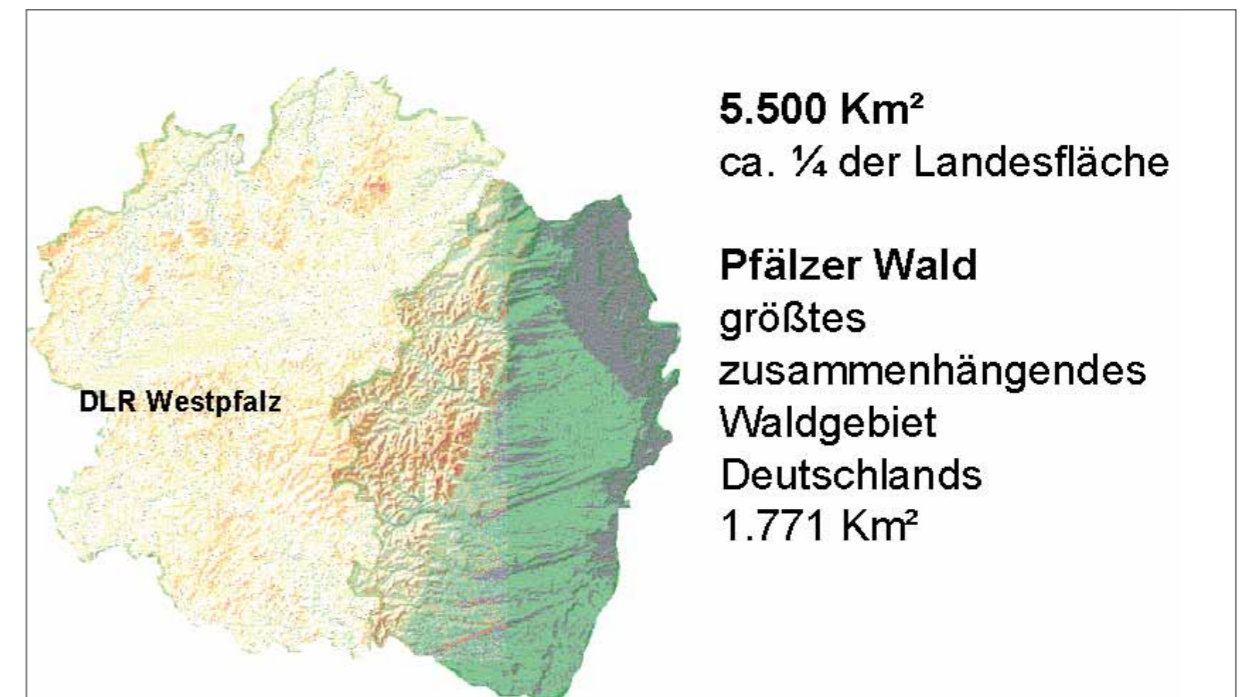 5.500 Km²
ca. ¼ der Landesfläche
Pfälzer Wald
größtes
zusammenhängendes
Waldgebiet
Deutschlands
1.771 Km²
DLR Westpfalz